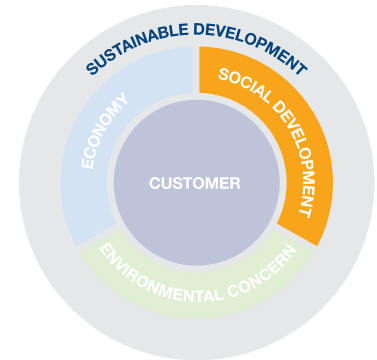 SUSTAINABLE DEVELOPMENT
ECONOMY
SOCIAL DEVELOPMENT
CUSTOMER
ENVIRONMENTAL CONCERN